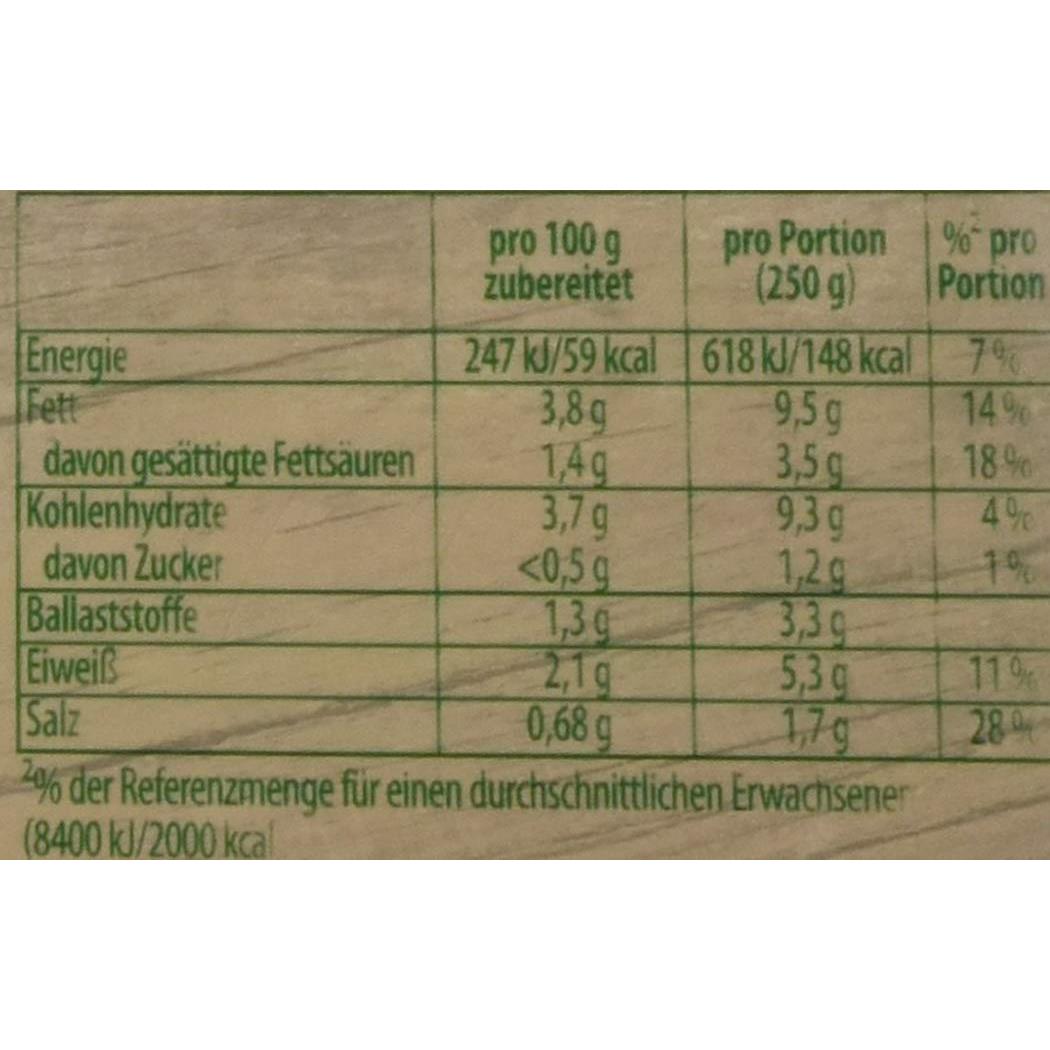 pro 100 g zubereitet pro Portion (250 g) %² pro Portion
Energie 247 kJ/59 kcal 618 kJ/148 kcal 7 %
Fett 3,8 g 9,5 g 14 %
davon gesättigte Fettsäuren 1,4 g 3,5 g 18 %
Kohlenhydrate 3,7 g 9,3 g 4 %
davon Zucker <0,5 g 1,2 g 1 %
Ballaststoffe 1,3 g 3,3 g
Eiweiß 2,1 g 5,3 g 11 %
Salz 0,68 g 1,7 g 28 %
²% der Referenzmenge für einen durchschnittlichen Erwachsenen
(8400 kJ/2000 kcal